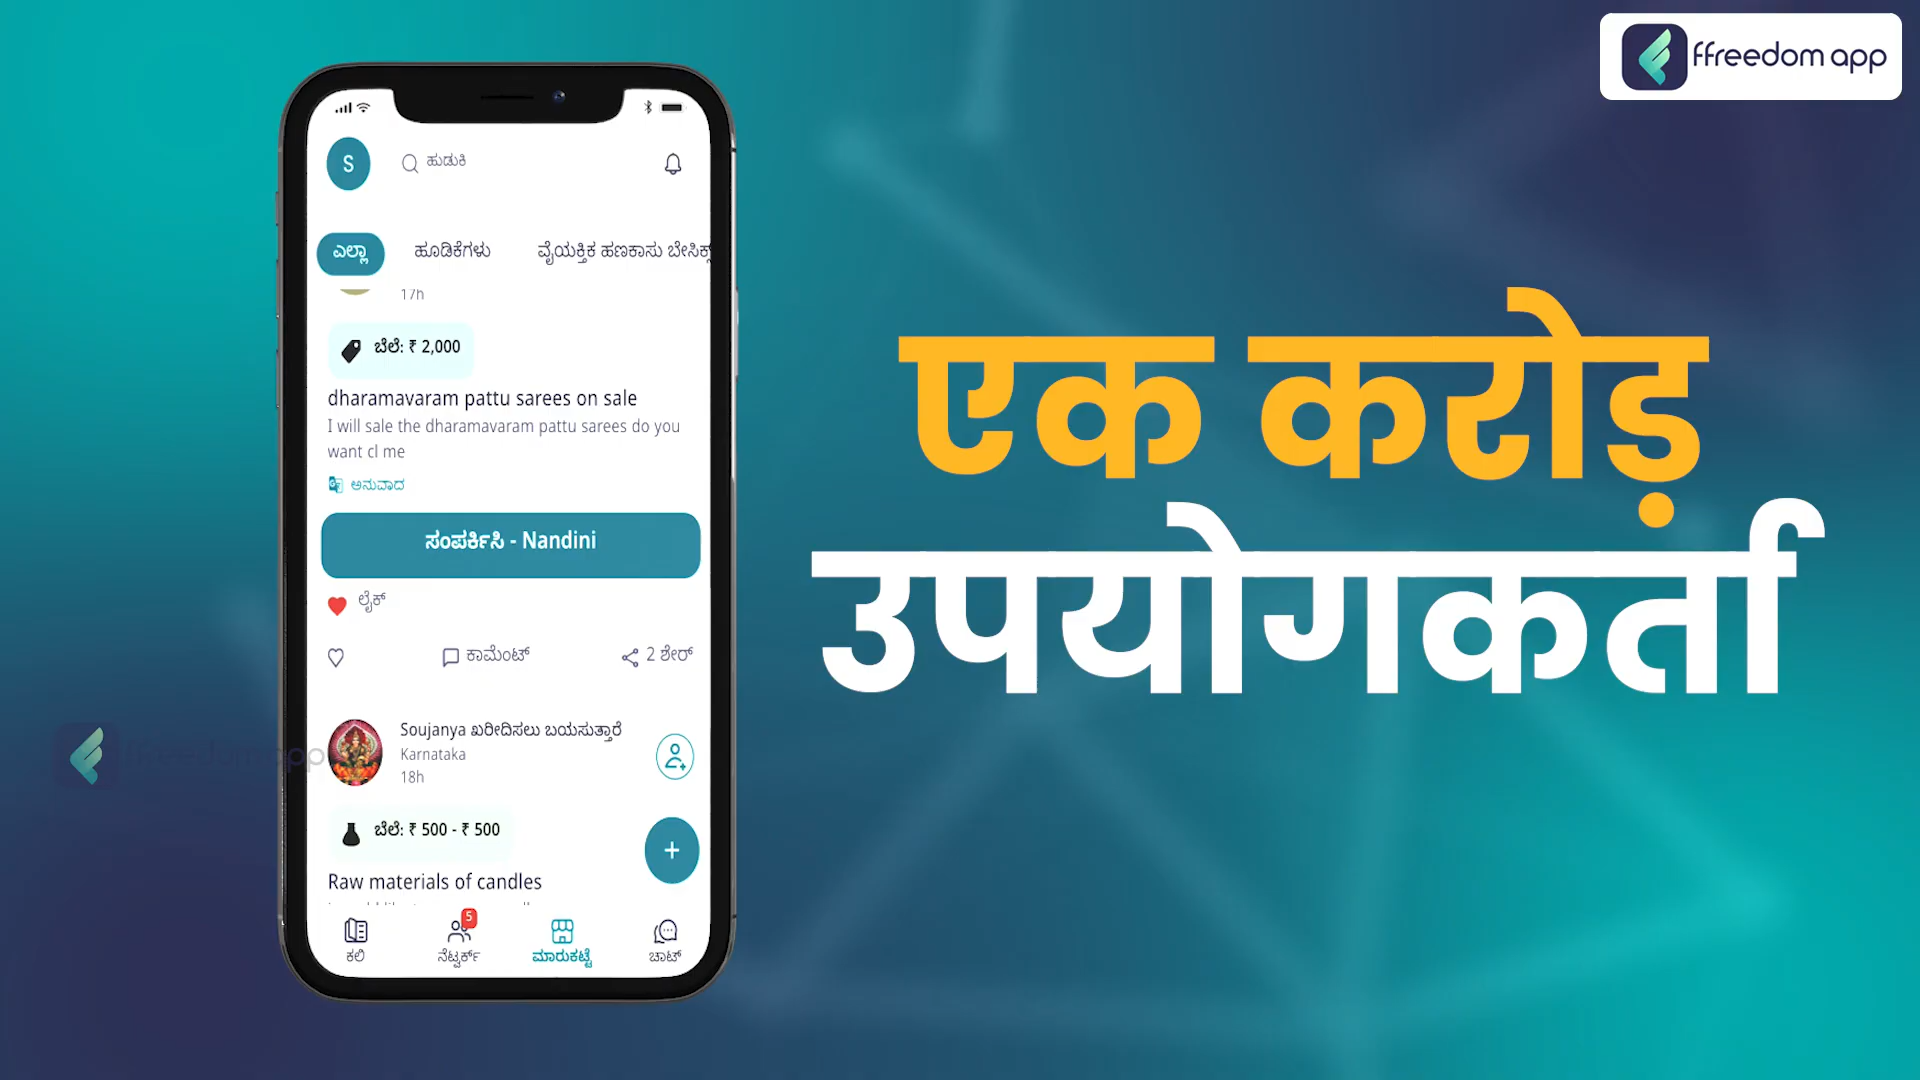 ffreedom app
S
ಹುಡುಕಿ
ಎಲ್ಲಾ
ಹೂಡಿಕೆಗಳು
ವೈಯಕ್ತಿಕ ಹಣಕಾಸು ಬೇಸಿಕ್ಸ್
17h
ಬೆಲೆ: ₹ 2,000
dharamavaram pattu sarees on sale
I will sale the dharamavaram pattu sarees do you
want cl me
ಅನುವಾದ
ಸಂಪರ್ಕಿಸಿ - Nandini
ಲೈಕ್
ಕಾಮೆಂಟ್
2 ಶೇರ್
Soujanya ಖರೀದಿಸಲು ಬಯಸುತ್ತಾರೆ
Karnataka
18h
ಬೆಲೆ: ₹ 500 - ₹ 500
Raw materials of candles
5
ಕಲಿ
ನೆಟ್ವರ್ಕ್
ಮಾರುಕಟ್ಟೆ
ಚಾಟ್
एक करोड़
उपयोगकर्ता
ffreedom app